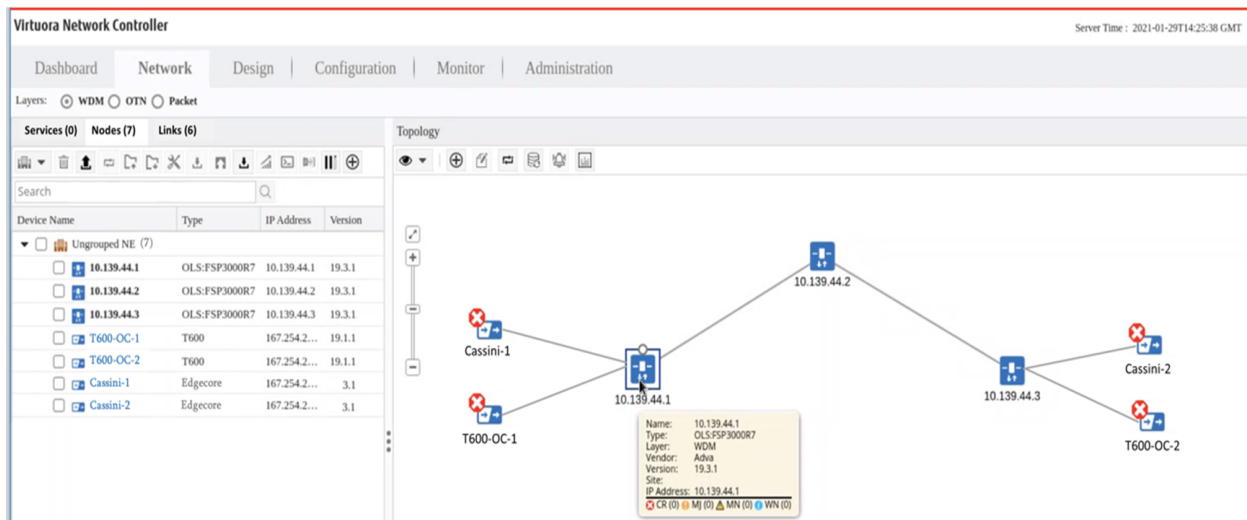 Virtuora Network Controller
Server Time : 2021-01-29T14:25:38 GMT
Dashboard Network Design Configuration Monitor Administration
Layers: WDM OTN Packet
Services (0) Nodes (7) Links (6)
Topology
Search
Device Name Type IP Address Version
Ungrouped NE (7)
10.139.44.1 OLS:FSP3000R7 10.139.44.1 19.3.1
10.139.44.2 OLS:FSP3000R7 10.139.44.2 19.3.1
10.139.44.3 OLS:FSP3000R7 10.139.44.3 19.3.1
T600-OC-1 T600 167.254.2... 19.1.1
T600-OC-2 T600 167.254.2... 19.1.1
Cassini-1 Edgecore 167.254.2... 3.1
Cassini-2 Edgecore 167.254.2... 3.1
10.139.44.2
Cassini-1
Cassini-2
10.139.44.1
10.139.44.3
T600-OC-1
T600-OC-2
Name: 10.139.44.1
Type: OLS:FSP3000R7
Layer: WDM
Vendor: Adva
Version: 19.3.1
Site:
IP Address: 10.139.44.1
CR (0) MJ (0) MN (0) WN (0)